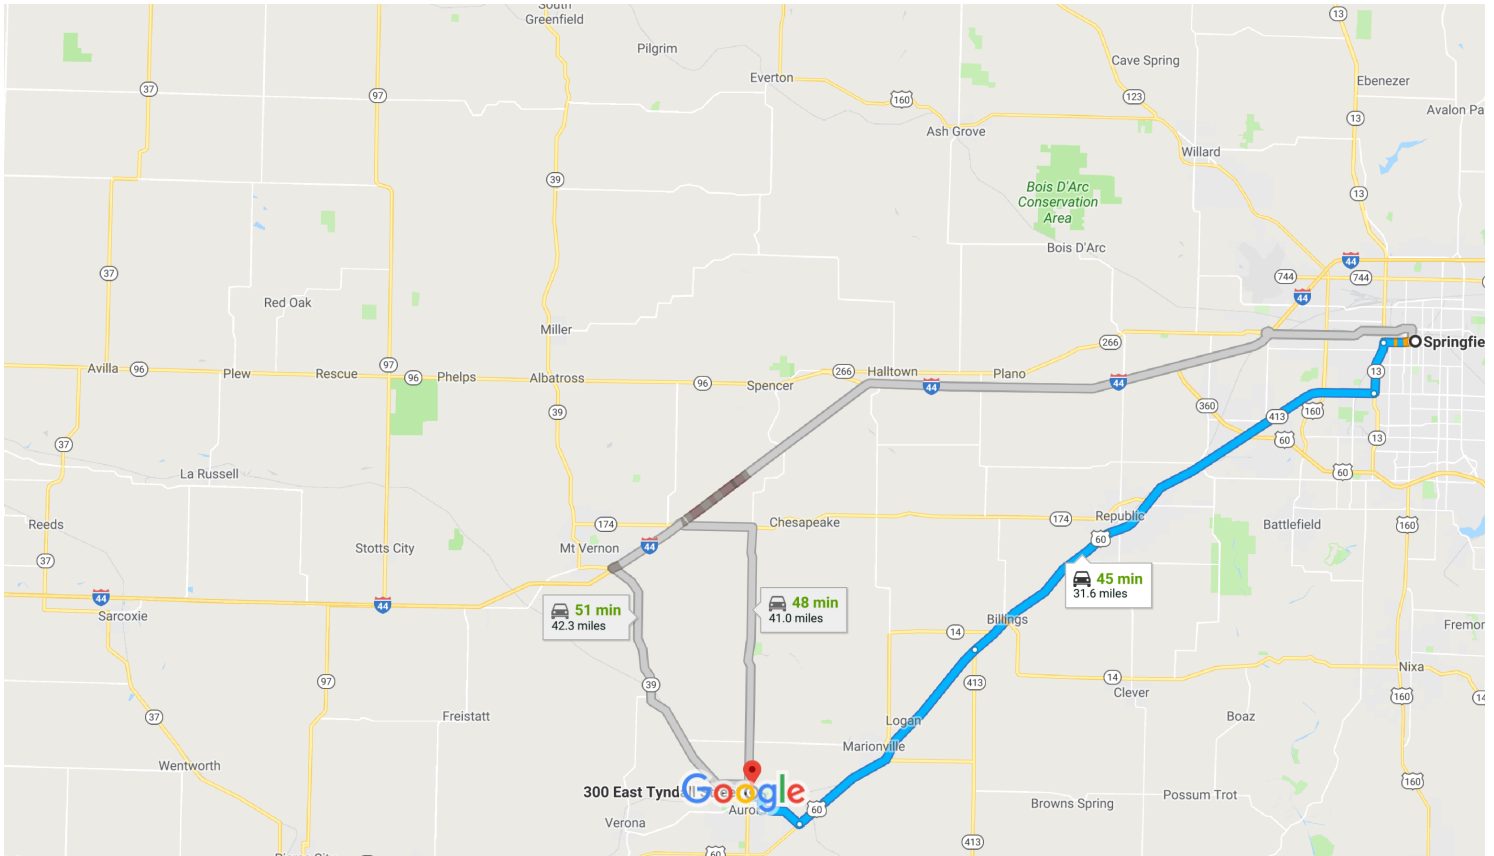 South
Greenfield
13
Pilgrim
Cave Spring
Everton
Ebenezer
37
97
160
123
Avalon Pa
13
Ash Grove
Willard
39
Bois D'Arc
Conservation
Area
13
Bois D'Arc
44
37
744
744
44
Red Oak
Miller
266
Springfie
Avilla
96
Plew
Rescue
97
96
Phelps
Albatross
96
Spencer
266
Halltown
44
Plano
44
13
39
360
413
160
60
13
37
La Russell
60
Reeds
174
Chesapeake
174
Republic
Battlefield
160
Stotts City
Mt Vernon
44
60
37
45 min
31.6 miles
44
44
Sarcoxie
51 min
42.3 miles
48 min
41.0 miles
Billings
14
Fremon
Nixa
97
39
413
14
Clever
160
14
37
Freistatt
Logan
Boaz
Marionville
Wentworth
160
300 East Tyndall Street
Google
Possum Trot
Browns Spring
Verona
Auro
60
413
60